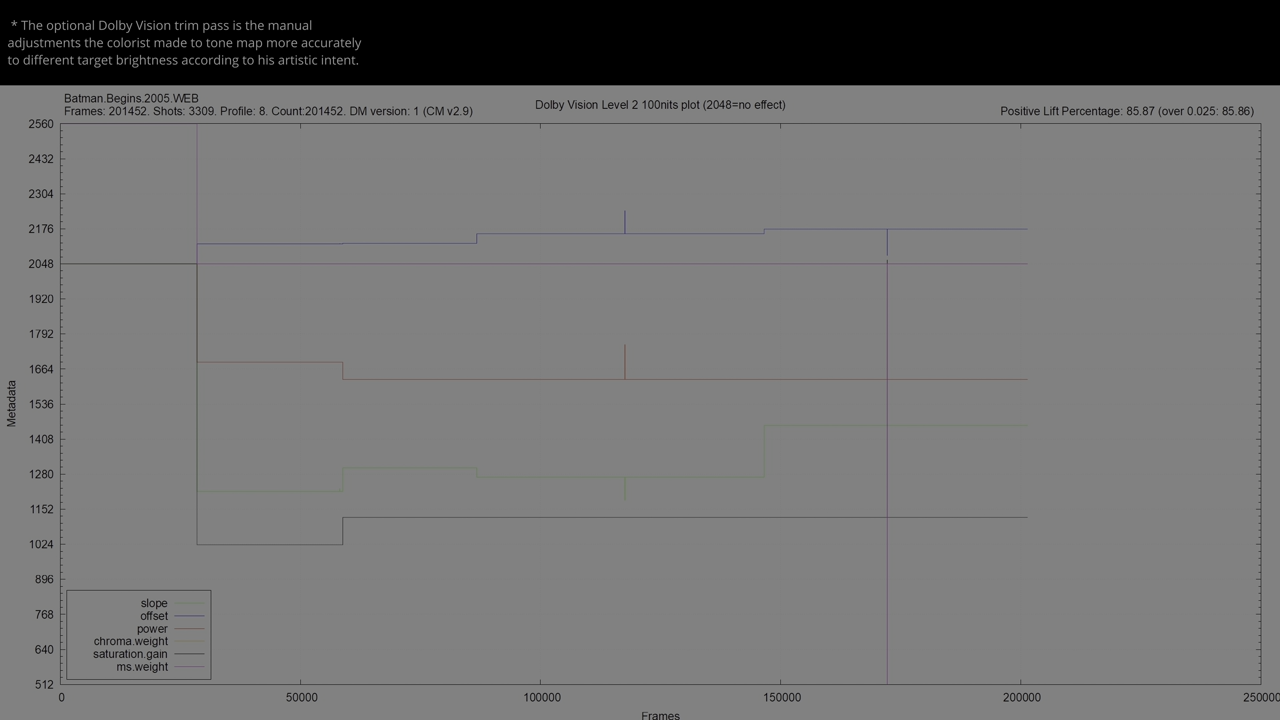 * The optional Dolby Vision trim pass is the manual
adjustments the colorist made to tone map more accurately
to different target brightness according to his artistic intent.
Batman.Begins.2005.WEB
Frames: 201452. Shots: 3309. Profile: 8. Count:201452. DM version: 1 (CM v2.9)
Dolby Vision Level 2 100nits plot (2048=no effect)
Positive Lift Percentage: 85.87 (over 0.025: 85.86)
2560
2432
2304
2176
2048
1920
1792
1664
1536
1408
1280
1152
1024
896
768
640
512
Metadata
slope
offset
power
chroma.weight
saturation.gain
ms.weight
0
50000
100000
150000
200000
250000
Frames